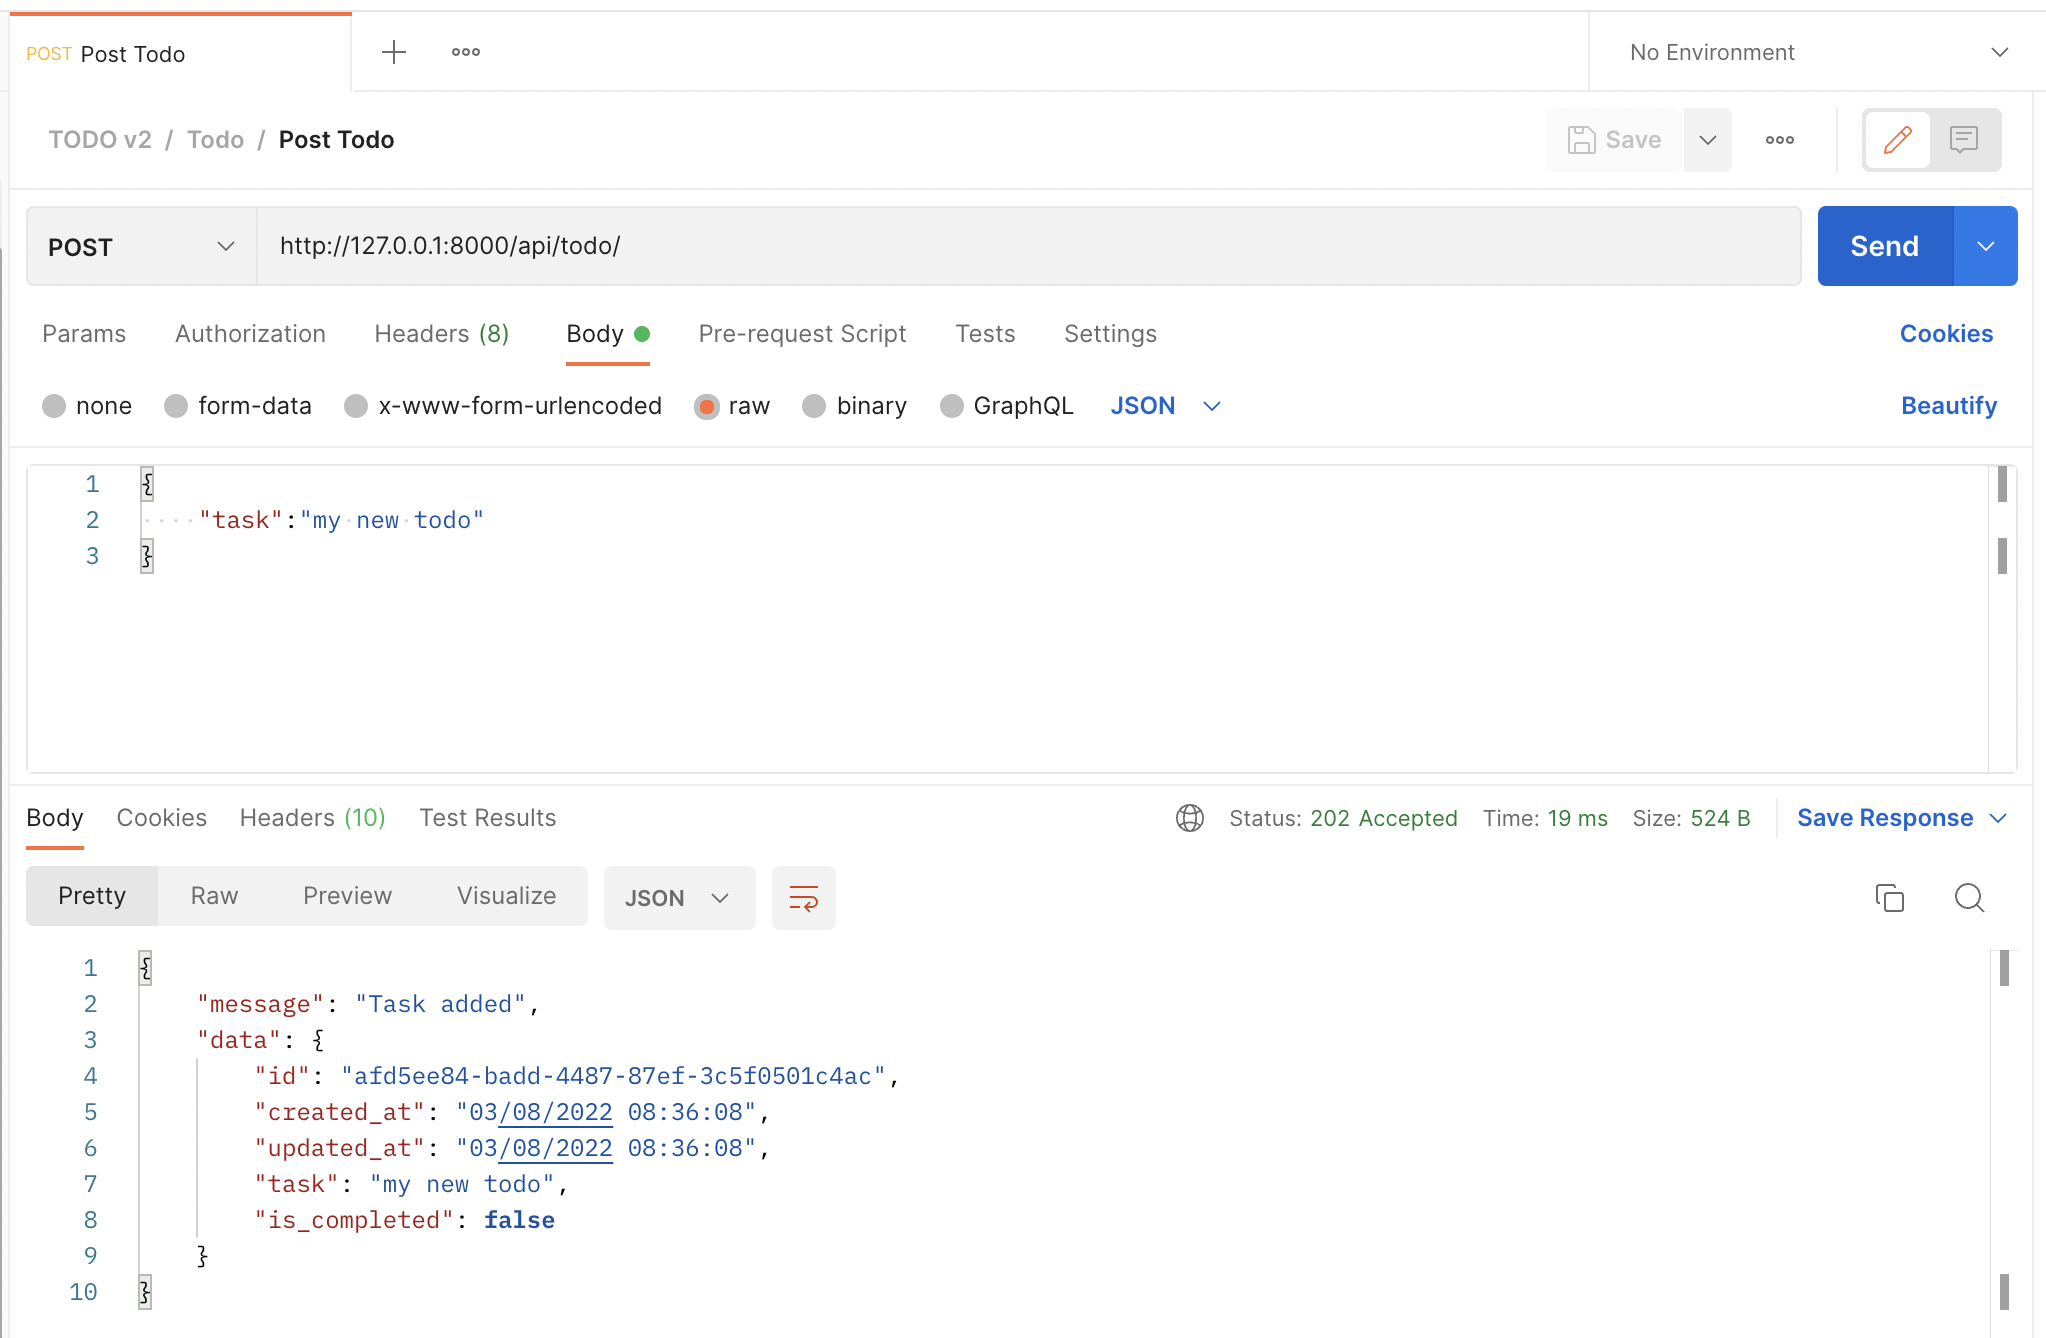 POST Post Todo
No Environment
TODO v2 / Todo / Post Todo
Save
POST
http://127.0.0.1:8000/api/todo/
Send
Params Authorization Headers (8) Body Pre-request Script Tests Settings Cookies
none form-data x-www-form-urlencoded raw binary GraphQL JSON Beautify
1 {
2 "task":"my new todo"
3 }
Body Cookies Headers (10) Test Results Status: 202 Accepted Time: 19 ms Size: 524 B Save Response
Pretty Raw Preview Visualize JSON
1 {
2 "message": "Task added",
3 "data": {
4 "id": "afd5ee84-badd-4487-87ef-3c5f0501c4ac",
5 "created_at": "03/08/2022 08:36:08",
6 "updated_at": "03/08/2022 08:36:08",
7 "task": "my new todo",
8 "is_completed": false
9 }
10 }